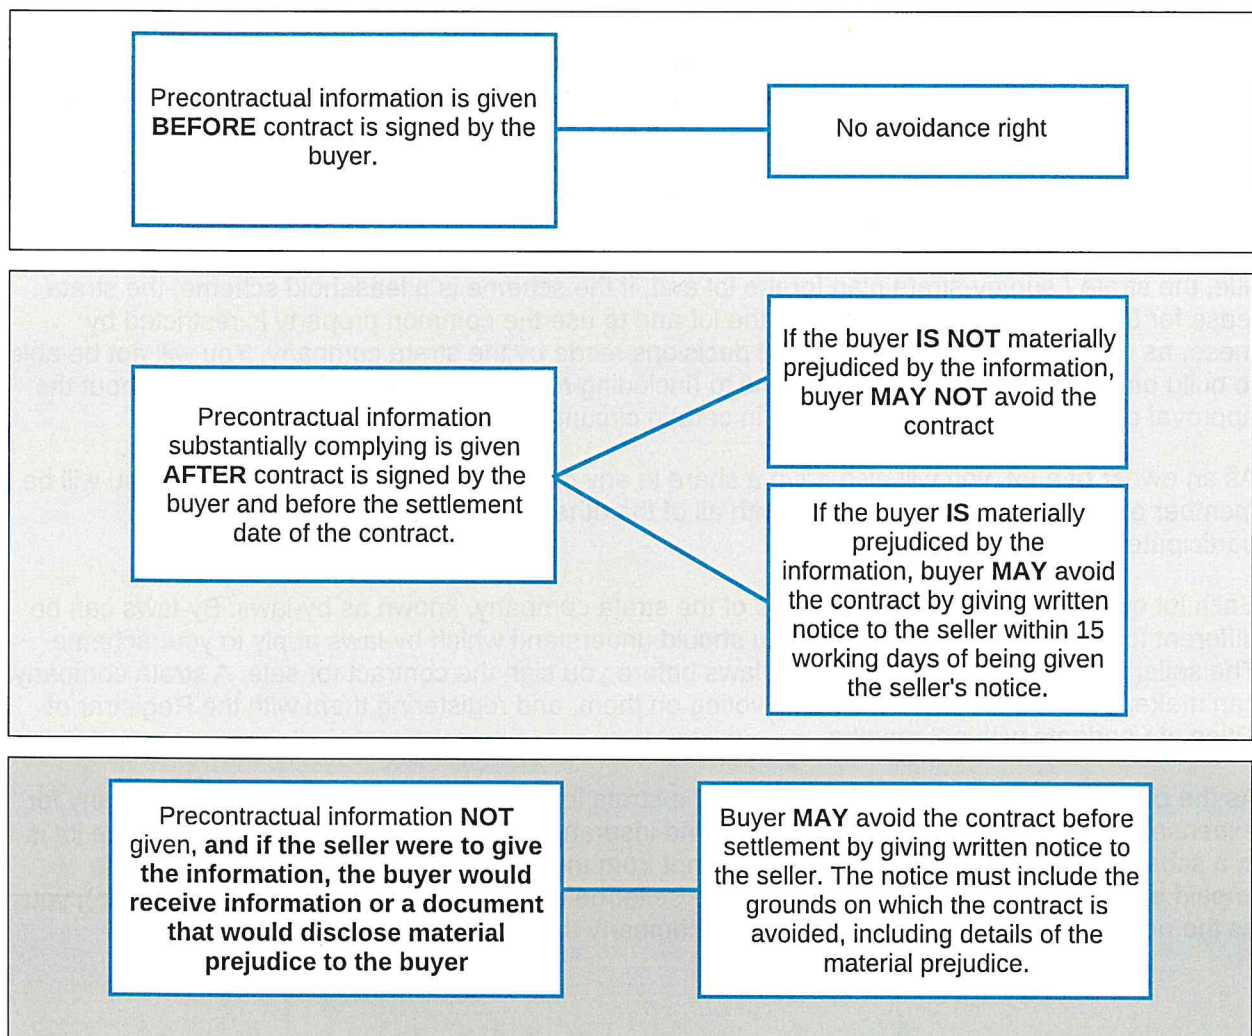 Precontractual information is given
BEFORE contract is signed by the
buyer.
No avoidance right
Precontractual information
substantially complying is given
AFTER contract is signed by the
buyer and before the settlement
date of the contract.
If the buyer IS NOT materially
prejudiced by the information,
buyer MAY NOT avoid the
contract
If the buyer IS materially
prejudiced by the
information, buyer MAY avoid
the contract by giving written
notice to the seller within 15
working days of being given
the seller's notice.
Precontractual information NOT
given, and if the seller were to give
the information, the buyer would
receive information or a document
that would disclose material
prejudice to the buyer
Buyer MAY avoid the contract before
settlement by giving written notice to
the seller. The notice must include the
grounds on which the contract is
avoided, including details of the
material prejudice.